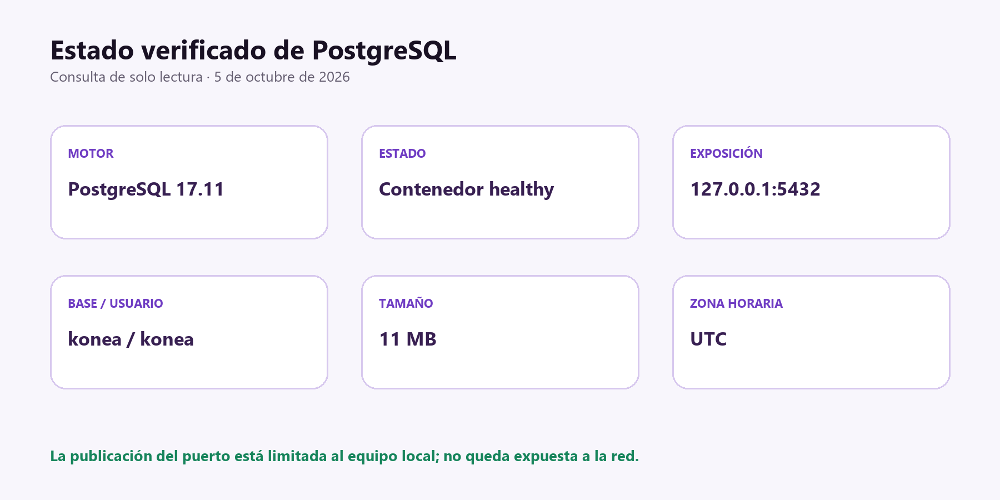 Estado verificado de PostgreSQL
Consulta de solo lectura · 5 de octubre de 2026
MOTOR
PostgreSQL 17.11
ESTADO
Contenedor healthy
EXPOSICIÓN
127.0.0.1:5432
BASE / USUARIO
konea / konea
TAMAÑO
11 MB
ZONA HORARIA
UTC
La publicación del puerto está limitada al equipo local; no queda expuesta a la red.